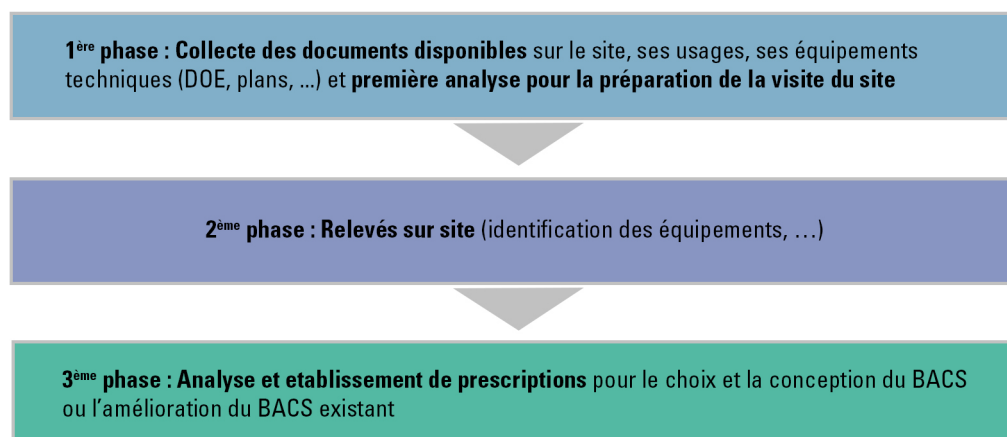 1ère phase : Collecte des documents disponibles sur le site, ses usages, ses équipements
techniques (DOE, plans, ...) et première analyse pour la préparation de la visite du site
2ème phase : Relevés sur site (identification des équipements, …)
3ème phase : Analyse et etablissement de prescriptions pour le choix et la conception du BACS
ou l’amélioration du BACS existant